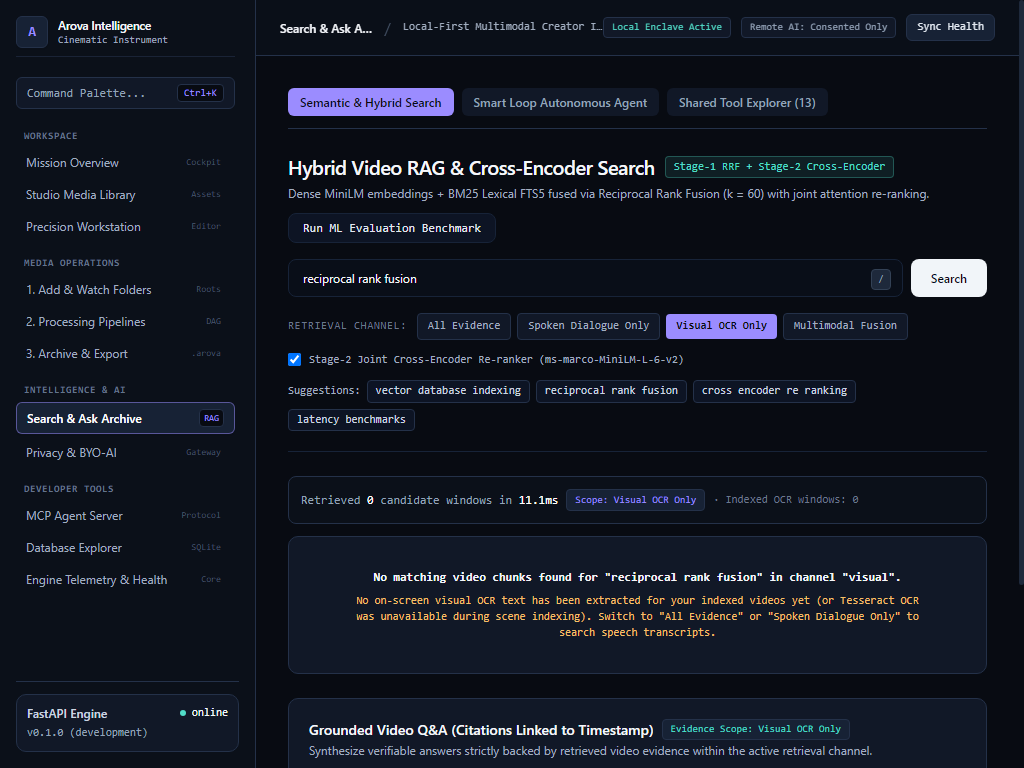 A
Arova Intelligence
Cinematic Instrument
Command Palette...
Ctrl+K
WORKSPACE
Mission Overview
Cockpit
Studio Media Library
Assets
Precision Workstation
Editor
MEDIA OPERATIONS
1. Add & Watch Folders
Roots
2. Processing Pipelines
DAG
3. Archive & Export
.arova
INTELLIGENCE & AI
Search & Ask Archive
RAG
Privacy & BYO-AI
Gateway
DEVELOPER TOOLS
MCP Agent Server
Protocol
Database Explorer
SQLite
Engine Telemetry & Health
Core
FastAPI Engine
online
v0.1.0 (development)
Search & Ask A... / Local-First Multimodal Creator I…
Local Enclave Active
Remote AI: Consented Only
Sync Health
Semantic & Hybrid Search
Smart Loop Autonomous Agent
Shared Tool Explorer (13)
Hybrid Video RAG & Cross-Encoder Search
Stage-1 RRF + Stage-2 Cross-Encoder
Dense MiniLM embeddings + BM25 Lexical FTS5 fused via Reciprocal Rank Fusion (k = 60) with joint attention re-ranking.
Run ML Evaluation Benchmark
reciprocal rank fusion
/
Search
RETRIEVAL CHANNEL:
All Evidence
Spoken Dialogue Only
Visual OCR Only
Multimodal Fusion
Stage-2 Joint Cross-Encoder Re-ranker (ms-marco-MiniLM-L-6-v2)
Suggestions:
vector database indexing
reciprocal rank fusion
cross encoder re ranking
latency benchmarks
Retrieved 0 candidate windows in 11.1ms
Scope: Visual OCR Only
· Indexed OCR windows: 0
No matching video chunks found for "reciprocal rank fusion" in channel "visual".
No on-screen visual OCR text has been extracted for your indexed videos yet (or Tesseract OCR
was unavailable during scene indexing). Switch to "All Evidence" or "Spoken Dialogue Only" to
search speech transcripts.
Grounded Video Q&A (Citations Linked to Timestamp)
Evidence Scope: Visual OCR Only
Synthesize verifiable answers strictly backed by retrieved video evidence within the active retrieval channel.